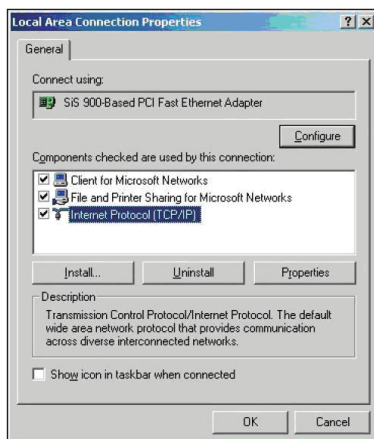 Local Area Connection Properties
General
Connect using:
SiS 900-Based PCI Fast Ethernet Adapter
Configure
Components checked are used by this connection:
Client for Microsoft Networks
File and Printer Sharing for Microsoft Networks
Internet Protocol (TCP/IP)
Install...
Uninstall
Properties
Description
Transmission Control Protocol/Internet Protocol. The default
wide area network protocol that provides communication
across diverse interconnected networks.
Show icon in taskbar when connected
OK
Cancel